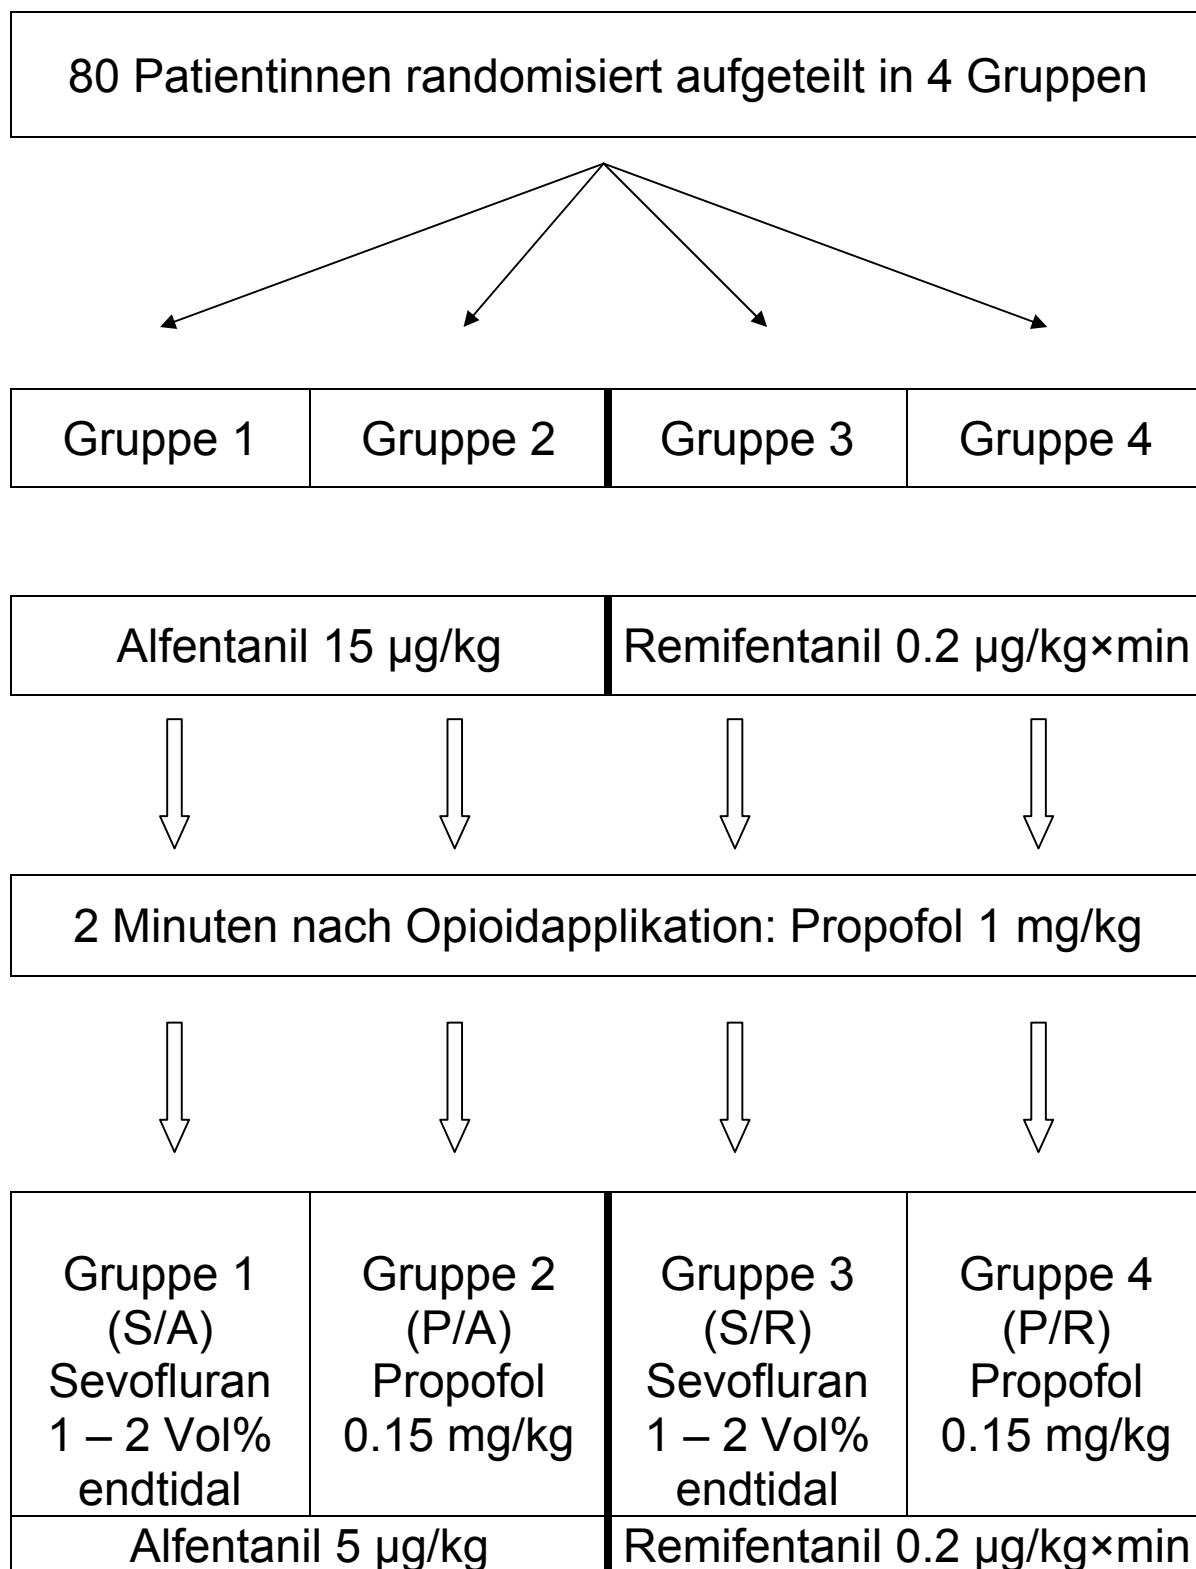 80 Patientinnen randomisiert aufgeteilt in 4 Gruppen
Gruppe 1
Gruppe 2
Gruppe 3
Gruppe 4
Alfentanil 15 µg/kg
Remifentanil 0.2 µg/kg×min
2 Minuten nach Opioidapplikation: Propofol 1 mg/kg
Gruppe 1
(S/A)
Sevofluran
1 – 2 Vol%
endtidal
Gruppe 2
(P/A)
Propofol
0.15 mg/kg
Gruppe 3
(S/R)
Sevofluran
1 – 2 Vol%
endtidal
Gruppe 4
(P/R)
Propofol
0.15 mg/kg
Alfentanil 5 µg/kg
Remifentanil 0.2 µg/kg×min